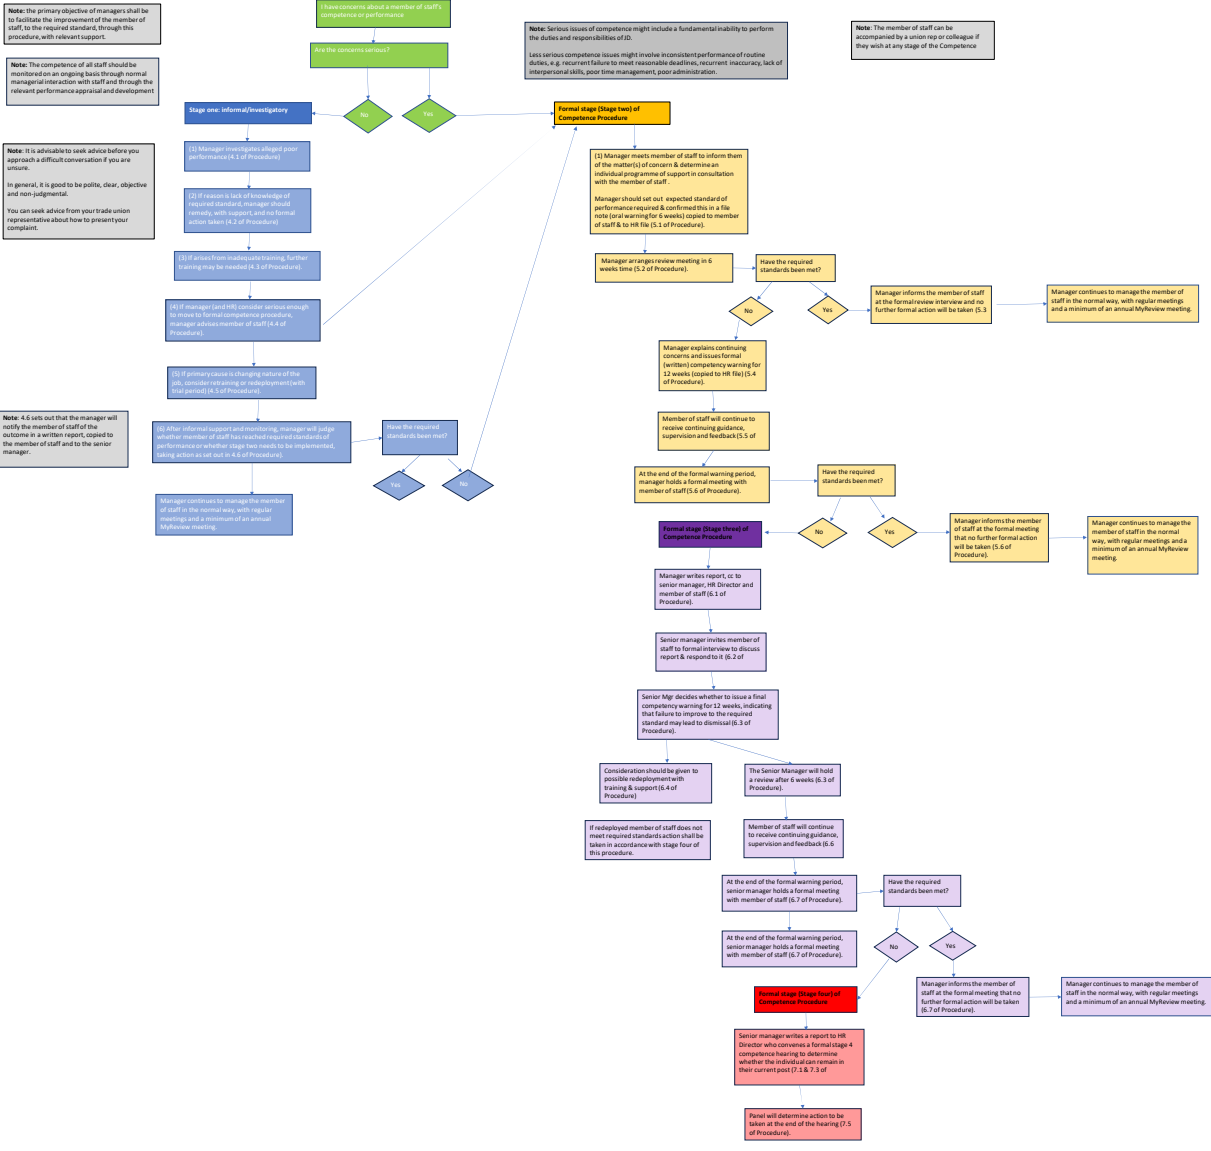 Note: the primary objective of managers shall be
to facilitate the improvement of the member of
staff, to the required standard, through this
procedure, with relevant support.
I have concerns about a member of staff's
competence or performance
Note: Serious issues of competence might include a fundamental inability to perform
the duties and responsibilities of JD.
Less serious competence issues might involve inconsistent performance of routine
duties, e.g. recurrent failure to meet reasonable deadlines, recurrent inaccuracy, lack of
interpersonal skills, poor time management, poor administration.
Note: The member of staff can be
accompanied by a union rep or colleague if
they wish at any stage of the Competence
Are the concerns serious?
Note: The competence of all staff should be
monitored on an ongoing basis through normal
managerial interaction with staff and through the
relevant performance appraisal and development
Stage one: informal/investigatory
No
Yes
Formal stage (Stage two) of
Competence Procedure
Note: It is advisable to seek advice before you
approach a difficult conversation if you are
unsure.
In general, it is good to be polite, clear, objective
and non-judgmental.
You can seek advice from your trade union
representative about how to present your
complaint.
(1) Manager investigates alleged poor
performance (4.1 of Procedure)
(2) If reason is lack of knowledge of
required standard, manager should
remedy, with support, and no formal
action taken (4.2 of Procedure)
(3) If arises from inadequate training, further
training may be needed (4.3 of Procedure).
(4) If manager (and HR) consider serious enough
to move to formal competence procedure,
manager advises member of staff (4.4 of
Procedure).
(5) If primary cause is changing nature of the
job, consider retraining or redeployment (with
trial period) (4.5 of Procedure).
Note: 4.6 sets out that the manager will
notify the member of staff of the
outcome in a written report, copied to
the member of staff and to the senior
manager.
(6) After informal support and monitoring, manager will judge
whether member of staff has reached required standards of
performance or whether stage two needs to be implemented,
taking action as set out in 4.6 of Procedure).
Have the required
standards been met?
Yes
No
Manager continues to manage the member
of staff in the normal way, with regular
meetings and a minimum of an annual
MyReview meeting.
(1) Manager meets member of staff to inform them
of the matter(s) of concern & determine an
individual programme of support in consultation
with the member of staff .
Manager should set out expected standard of
performance required & confirmed this in a file
note (oral warning for 6 weeks) copied to member
of staff & to HR file (5.1 of Procedure).
Manager arranges review meeting in 6
weeks time (5.2 of Procedure).
Have the required
standards been met?
No
Yes
Manager informs the member of staff
at the formal review interview and no
further formal action will be taken (5.3
Manager continues to manage the member of
staff in the normal way, with regular meetings
and a minimum of an annual MyReview meeting.
Manager explains continuing
concerns and issues formal
(written) competency warning for
12 weeks (copied to HR file) (5.4
of Procedure).
Member of staff will continue to
receive continuing guidance,
supervision and feedback (5.5 of
At the end of the formal warning period,
manager holds a formal meeting with
member of staff (5.6 of Procedure).
Have the required
standards been met?
Formal stage (Stage three) of
Competence Procedure
No
Yes
Manager informs the member
of staff at the formal meeting
that no further formal action
will be taken (5.6 of
Procedure).
Manager continues to manage the
member of staff in the normal
way, with regular meetings and a
minimum of an annual MyReview
meeting.
Manager writes report, cc to
senior manager, HR Director and
member of staff (6.1 of
Procedure).
Senior manager invites member of
staff to formal interview to discuss
report & respond to it (6.2 of
Senior Mgr decides whether to issue a final
competency warning for 12 weeks, indicating
that failure to improve to the required
standard may lead to dismissal (6.3 of
Procedure).
Consideration should be given to
possible redeployment with
training & support (6.4 of
Procedure)
The Senior Manager will hold
a review after 6 weeks (6.3 of
Procedure).
If redeployed member of staff does not
meet required standards action shall be
taken in accordance with stage four of
this procedure.
Member of staff will continue
to receive continuing guidance,
supervision and feedback (6.6
At the end of the formal warning period,
senior manager holds a formal meeting
with member of staff (6.7 of Procedure).
Have the required
standards been met?
At the end of the formal warning period,
senior manager holds a formal meeting
with member of staff (6.7 of Procedure).
No
Yes
Formal stage (Stage four) of
Competence Procedure
Manager informs the member of
staff at the formal meeting that no
further formal action will be taken
(6.7 of Procedure).
Manager continues to manage the member of
staff in the normal way, with regular meetings
and a minimum of an annual MyReview meeting.
Senior manager writes a report to HR
Director who convenes a formal stage 4
competence hearing to determine
whether the individual can remain in
their current post (7.1 & 7.3 of
Panel will determine action to be
taken at the end of the hearing (7.5
of Procedure).